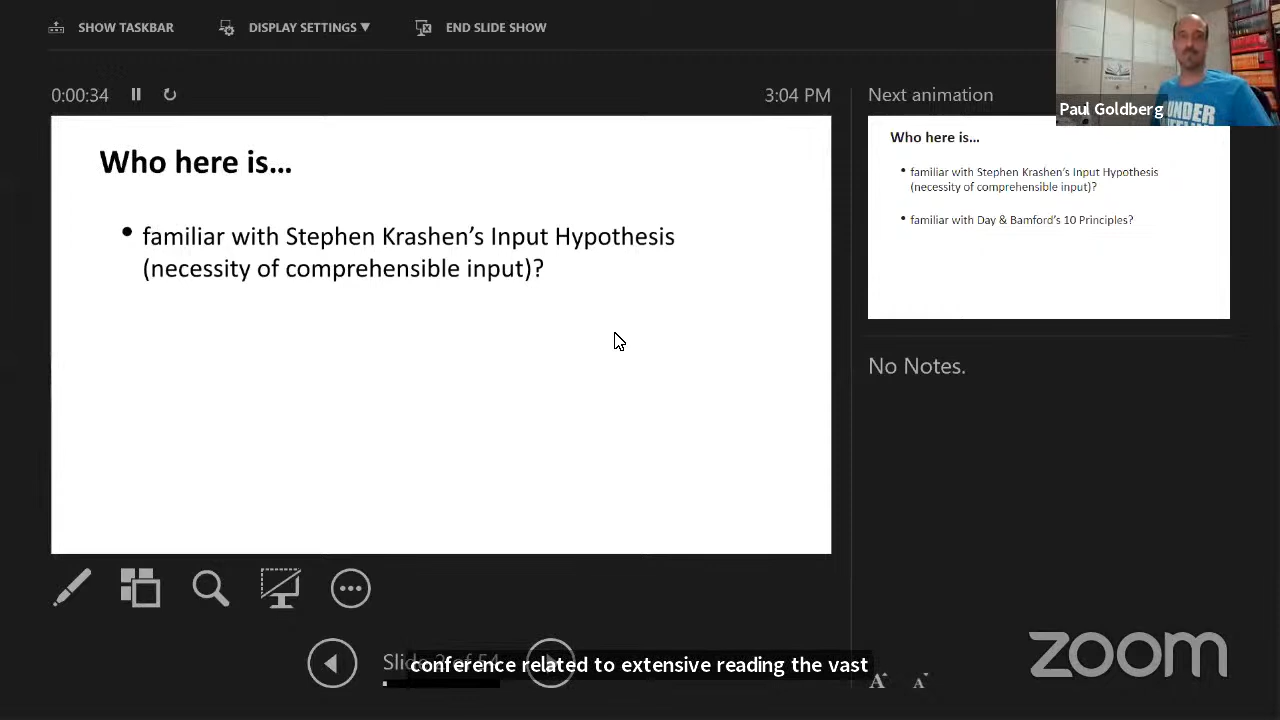 SHOW TASKBAR
DISPLAY SETTINGS ▼
END SLIDE SHOW
0:00:34
3:04 PM
Next animation
Paul Goldberg
UNDER
Who here is...
• familiar with Stephen Krashen's Input Hypothesis
(necessity of comprehensible input)?
Who here is...
• familiar with Stephen Krashen's Input Hypothesis
(necessity of comprehensible input)?
• familiar with Day & Bamford's 10 Principles?
No Notes.
conference related to extensive reading the vast
A A
zoom